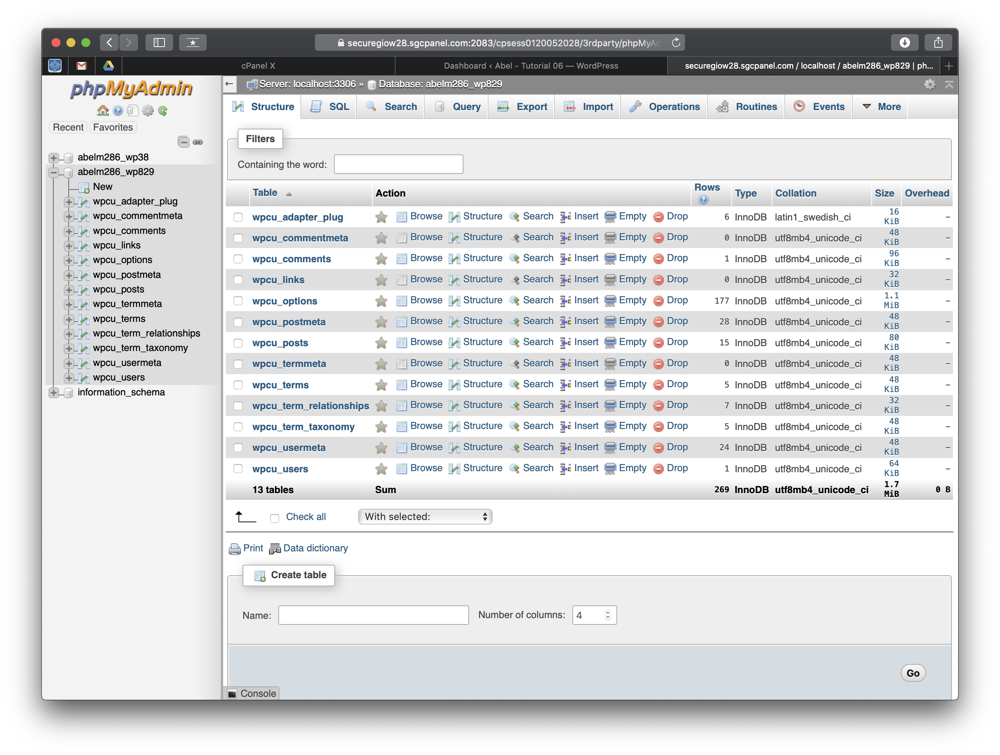 securegiow28.sgcpanel.com:2083/cpsess0120052028/3rdparty/phpMyAd
cPanel X
Dashboard ‹ Abel - Tutorial 06 — WordPress
securegiow28.sgcpanel.com / localhost / abelm286_wp829 | ph...
phpMyAdmin
Recent Favorites
abelm286_wp38
abelm286_wp829
New
wpcu_adapter_plug
wpcu_commentmeta
wpcu_comments
wpcu_links
wpcu_options
wpcu_postmeta
wpcu_posts
wpcu_termmeta
wpcu_terms
wpcu_term_relationships
wpcu_term_taxonomy
wpcu_usermeta
wpcu_users
information_schema
Server: localhost:3306 » Database: abelm286_wp829
Structure SQL Search Query Export Import Operations Routines Events More
Filters
Containing the word:
Table Action Rows Type Collation Size Overhead
wpcu_adapter_plug Browse Structure Search Insert Empty Drop 6 InnoDB latin1_swedish_ci 16 KiB –
wpcu_commentmeta Browse Structure Search Insert Empty Drop 0 InnoDB utf8mb4_unicode_ci 48 KiB –
wpcu_comments Browse Structure Search Insert Empty Drop 1 InnoDB utf8mb4_unicode_ci 96 KiB –
wpcu_links Browse Structure Search Insert Empty Drop 0 InnoDB utf8mb4_unicode_ci 32 KiB –
wpcu_options Browse Structure Search Insert Empty Drop 177 InnoDB utf8mb4_unicode_ci 1.1 MiB –
wpcu_postmeta Browse Structure Search Insert Empty Drop 28 InnoDB utf8mb4_unicode_ci 48 KiB –
wpcu_posts Browse Structure Search Insert Empty Drop 15 InnoDB utf8mb4_unicode_ci 80 KiB –
wpcu_termmeta Browse Structure Search Insert Empty Drop 0 InnoDB utf8mb4_unicode_ci 48 KiB –
wpcu_terms Browse Structure Search Insert Empty Drop 5 InnoDB utf8mb4_unicode_ci 48 KiB –
wpcu_term_relationships Browse Structure Search Insert Empty Drop 7 InnoDB utf8mb4_unicode_ci 32 KiB –
wpcu_term_taxonomy Browse Structure Search Insert Empty Drop 5 InnoDB utf8mb4_unicode_ci 48 KiB –
wpcu_usermeta Browse Structure Search Insert Empty Drop 24 InnoDB utf8mb4_unicode_ci 48 KiB –
wpcu_users Browse Structure Search Insert Empty Drop 1 InnoDB utf8mb4_unicode_ci 64 KiB –
13 tables Sum 269 InnoDB utf8mb4_unicode_ci 1.7 MiB 0 B
Check all With selected:
Print Data dictionary
Create table
Name: Number of columns: 4
Go
Console